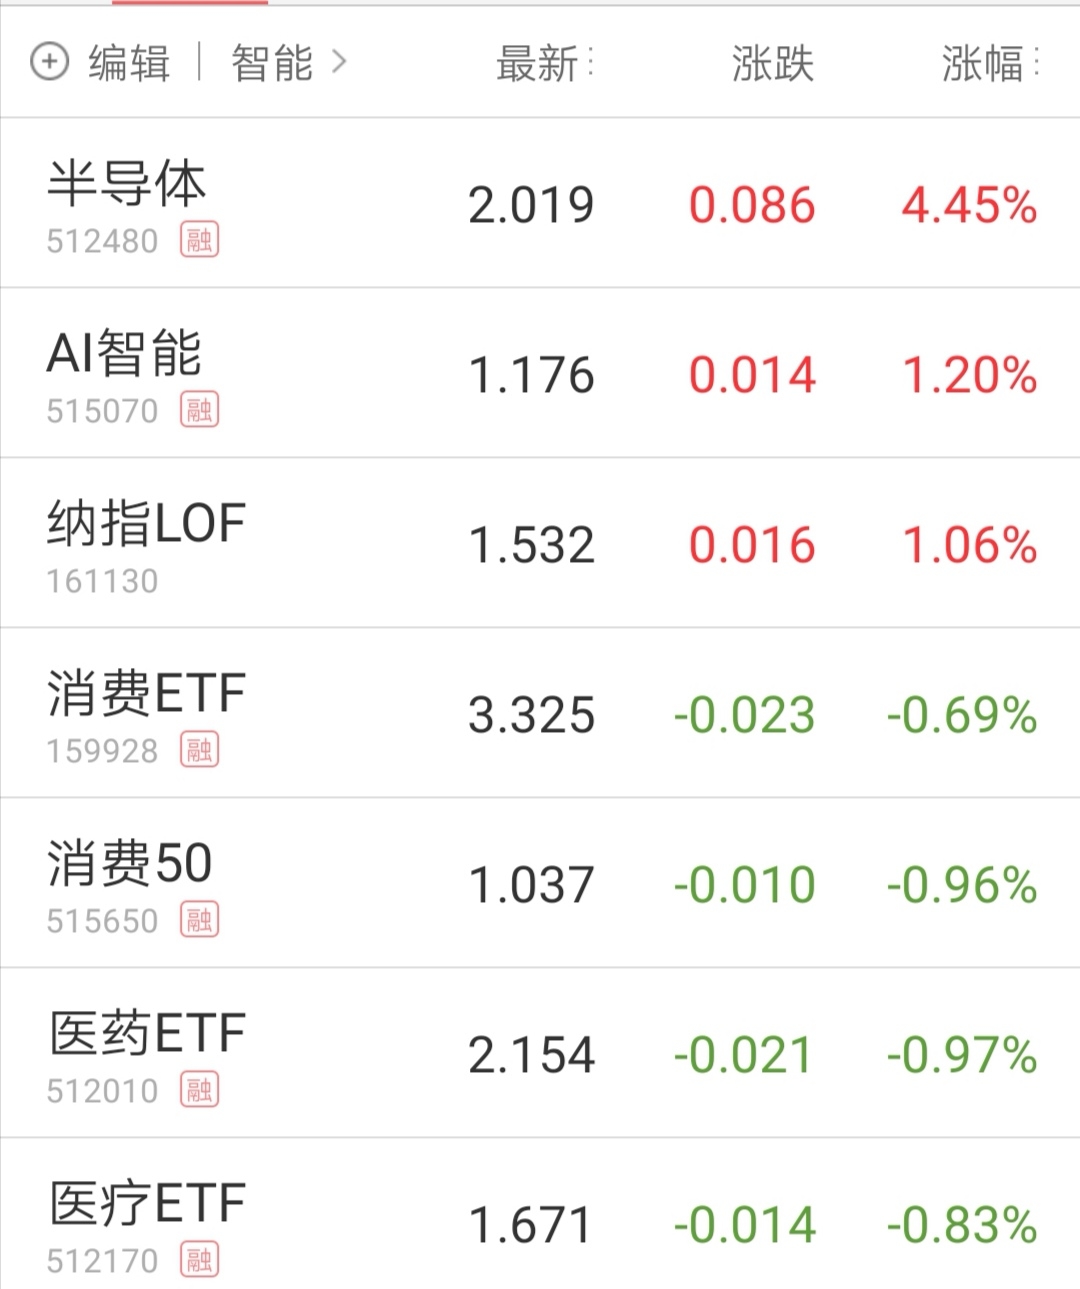 编辑 | 智能 > 最新 涨跌 涨幅
半导体 2.019 0.086 4.45%
512480 融
AI智能 1.176 0.014 1.20%
515070 融
纳指LOF 1.532 0.016 1.06%
161130
消费ETF 3.325 -0.023 -0.69%
159928 融
消费50 1.037 -0.010 -0.96%
515650 融
医药ETF 2.154 -0.021 -0.97%
512010 融
医疗ETF 1.671 -0.014 -0.83%
512170 融